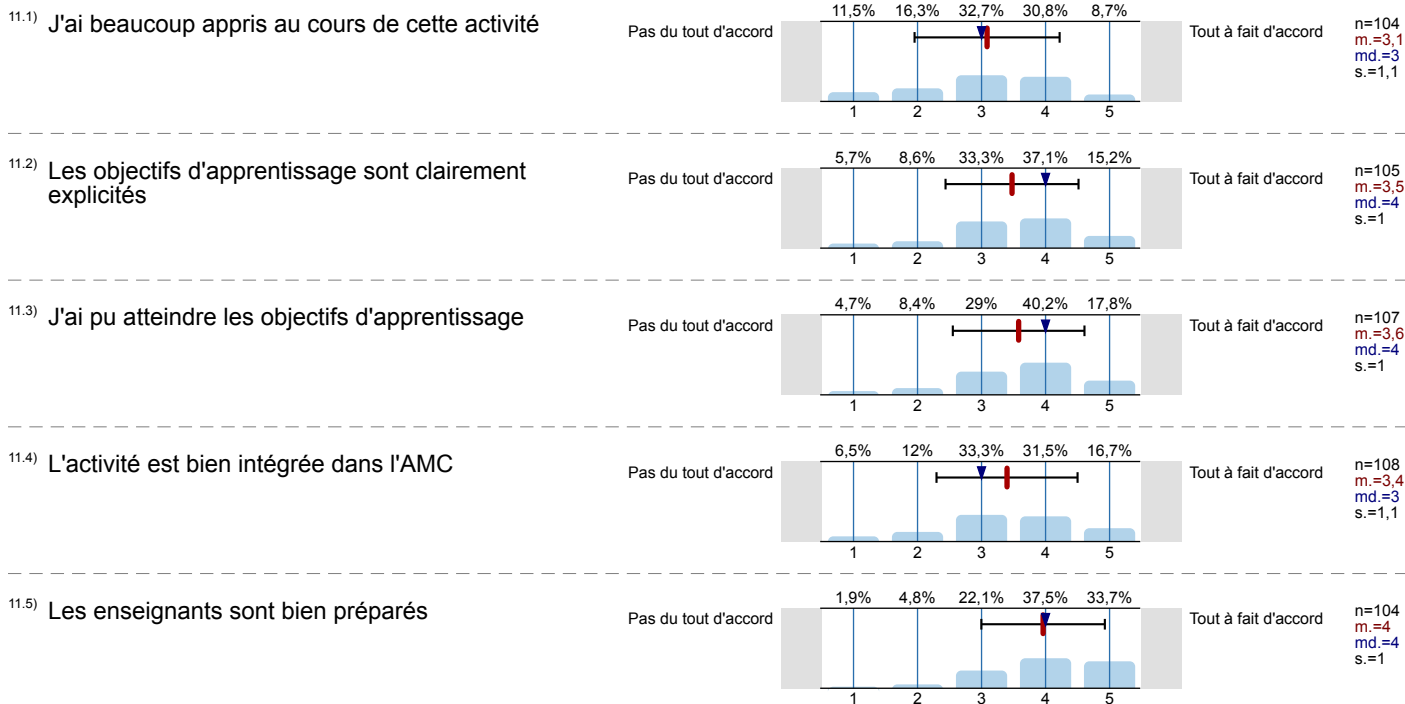 11.1) J'ai beaucoup appris au cours de cette activité
Pas du tout d'accord
11,5% 16,3% 32,7% 30,8% 8,7%
1 2 3 4 5
Tout à fait d'accord
n=104
m.=3,1
md.=3
s.=1,1
11.2) Les objectifs d'apprentissage sont clairement
explicités
Pas du tout d'accord
5,7% 8,6% 33,3% 37,1% 15,2%
1 2 3 4 5
Tout à fait d'accord
n=105
m.=3,5
md.=4
s.=1
11.3) J'ai pu atteindre les objectifs d'apprentissage
Pas du tout d'accord
4,7% 8,4% 29% 40,2% 17,8%
1 2 3 4 5
Tout à fait d'accord
n=107
m.=3,6
md.=4
s.=1
11.4) L'activité est bien intégrée dans l'AMC
Pas du tout d'accord
6,5% 12% 33,3% 31,5% 16,7%
1 2 3 4 5
Tout à fait d'accord
n=108
m.=3,4
md.=3
s.=1,1
11.5) Les enseignants sont bien préparés
Pas du tout d'accord
1,9% 4,8% 22,1% 37,5% 33,7%
1 2 3 4 5
Tout à fait d'accord
n=104
m.=4
md.=4
s.=1